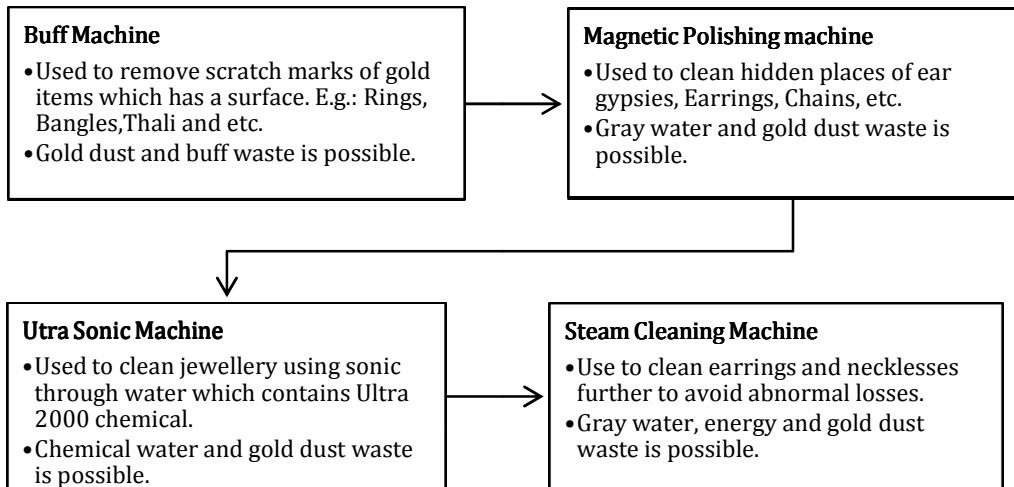 Buff Machine
•Used to remove scratch marks of gold
items which has a surface. E.g.: Rings,
Bangles,Thali and etc.
•Gold dust and buff waste is possible.
Magnetic Polishing machine
•Used to clean hidden places of ear
gypsies, Earrings, Chains, etc.
•Gray water and gold dust waste is
possible.
Utra Sonic Machine
•Used to clean jewellery using sonic
through water which contains Ultra
2000 chemical.
•Chemical water and gold dust waste
is possible.
Steam Cleaning Machine
•Use to clean earrings and necklesses
further to avoid abnormal losses.
•Gray water, energy and gold dust
waste is possible.